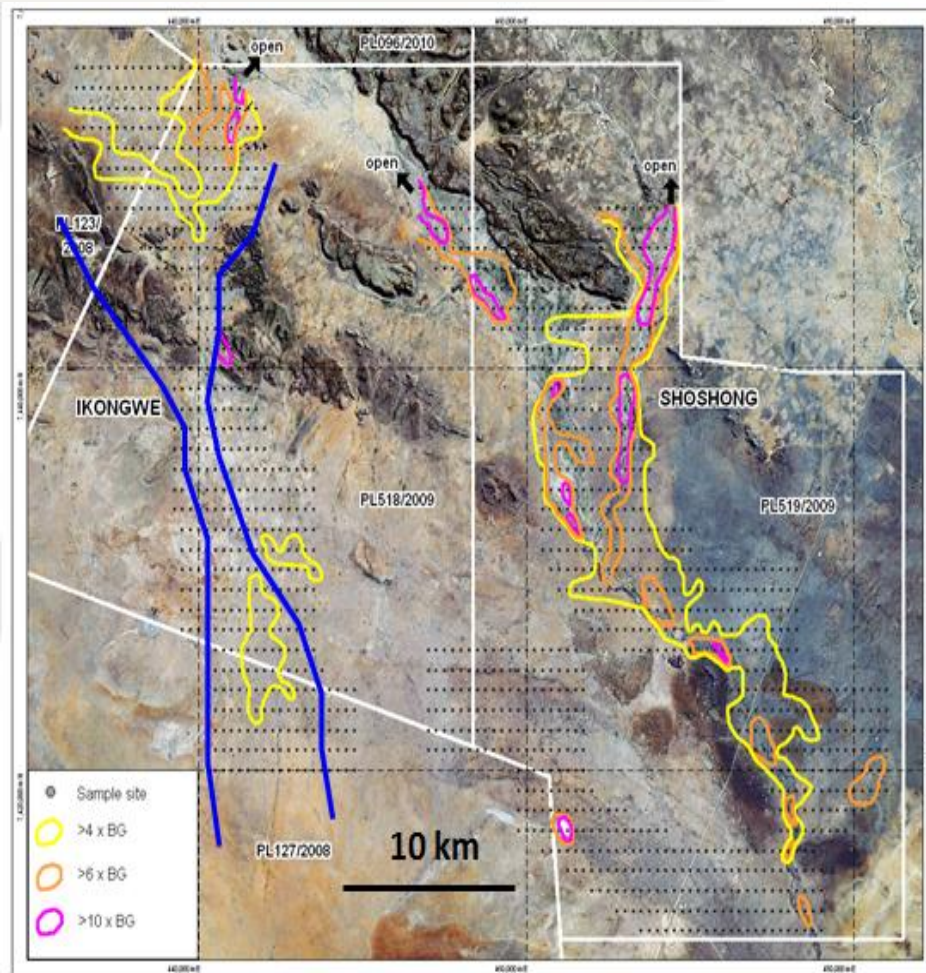 PL096/2010
open
open
open
PL123/
2008
IKONGWE
SHOSHONG
PL518/2009
PL519/2009
Sample site
>4 x BG
>6 x BG
>10 x BG
PL127/2008
10 km